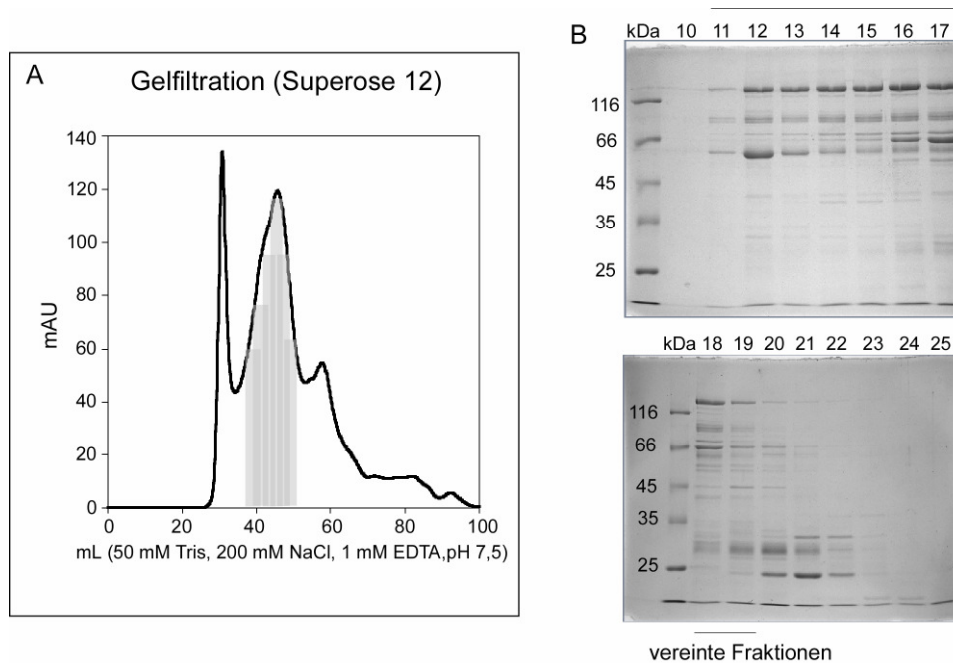 A
Gelfiltration (Superose 12)
mAU
140
120
100
80
60
40
20
0
0 20 40 60 80 100
mL (50 mM Tris, 200 mM NaCl, 1 mM EDTA,pH 7,5)
B
kDa 10 11 12 13 14 15 16 17
116
66
45
35
25
kDa 18 19 20 21 22 23 24 25
116
66
45
35
25
vereinte Fraktionen